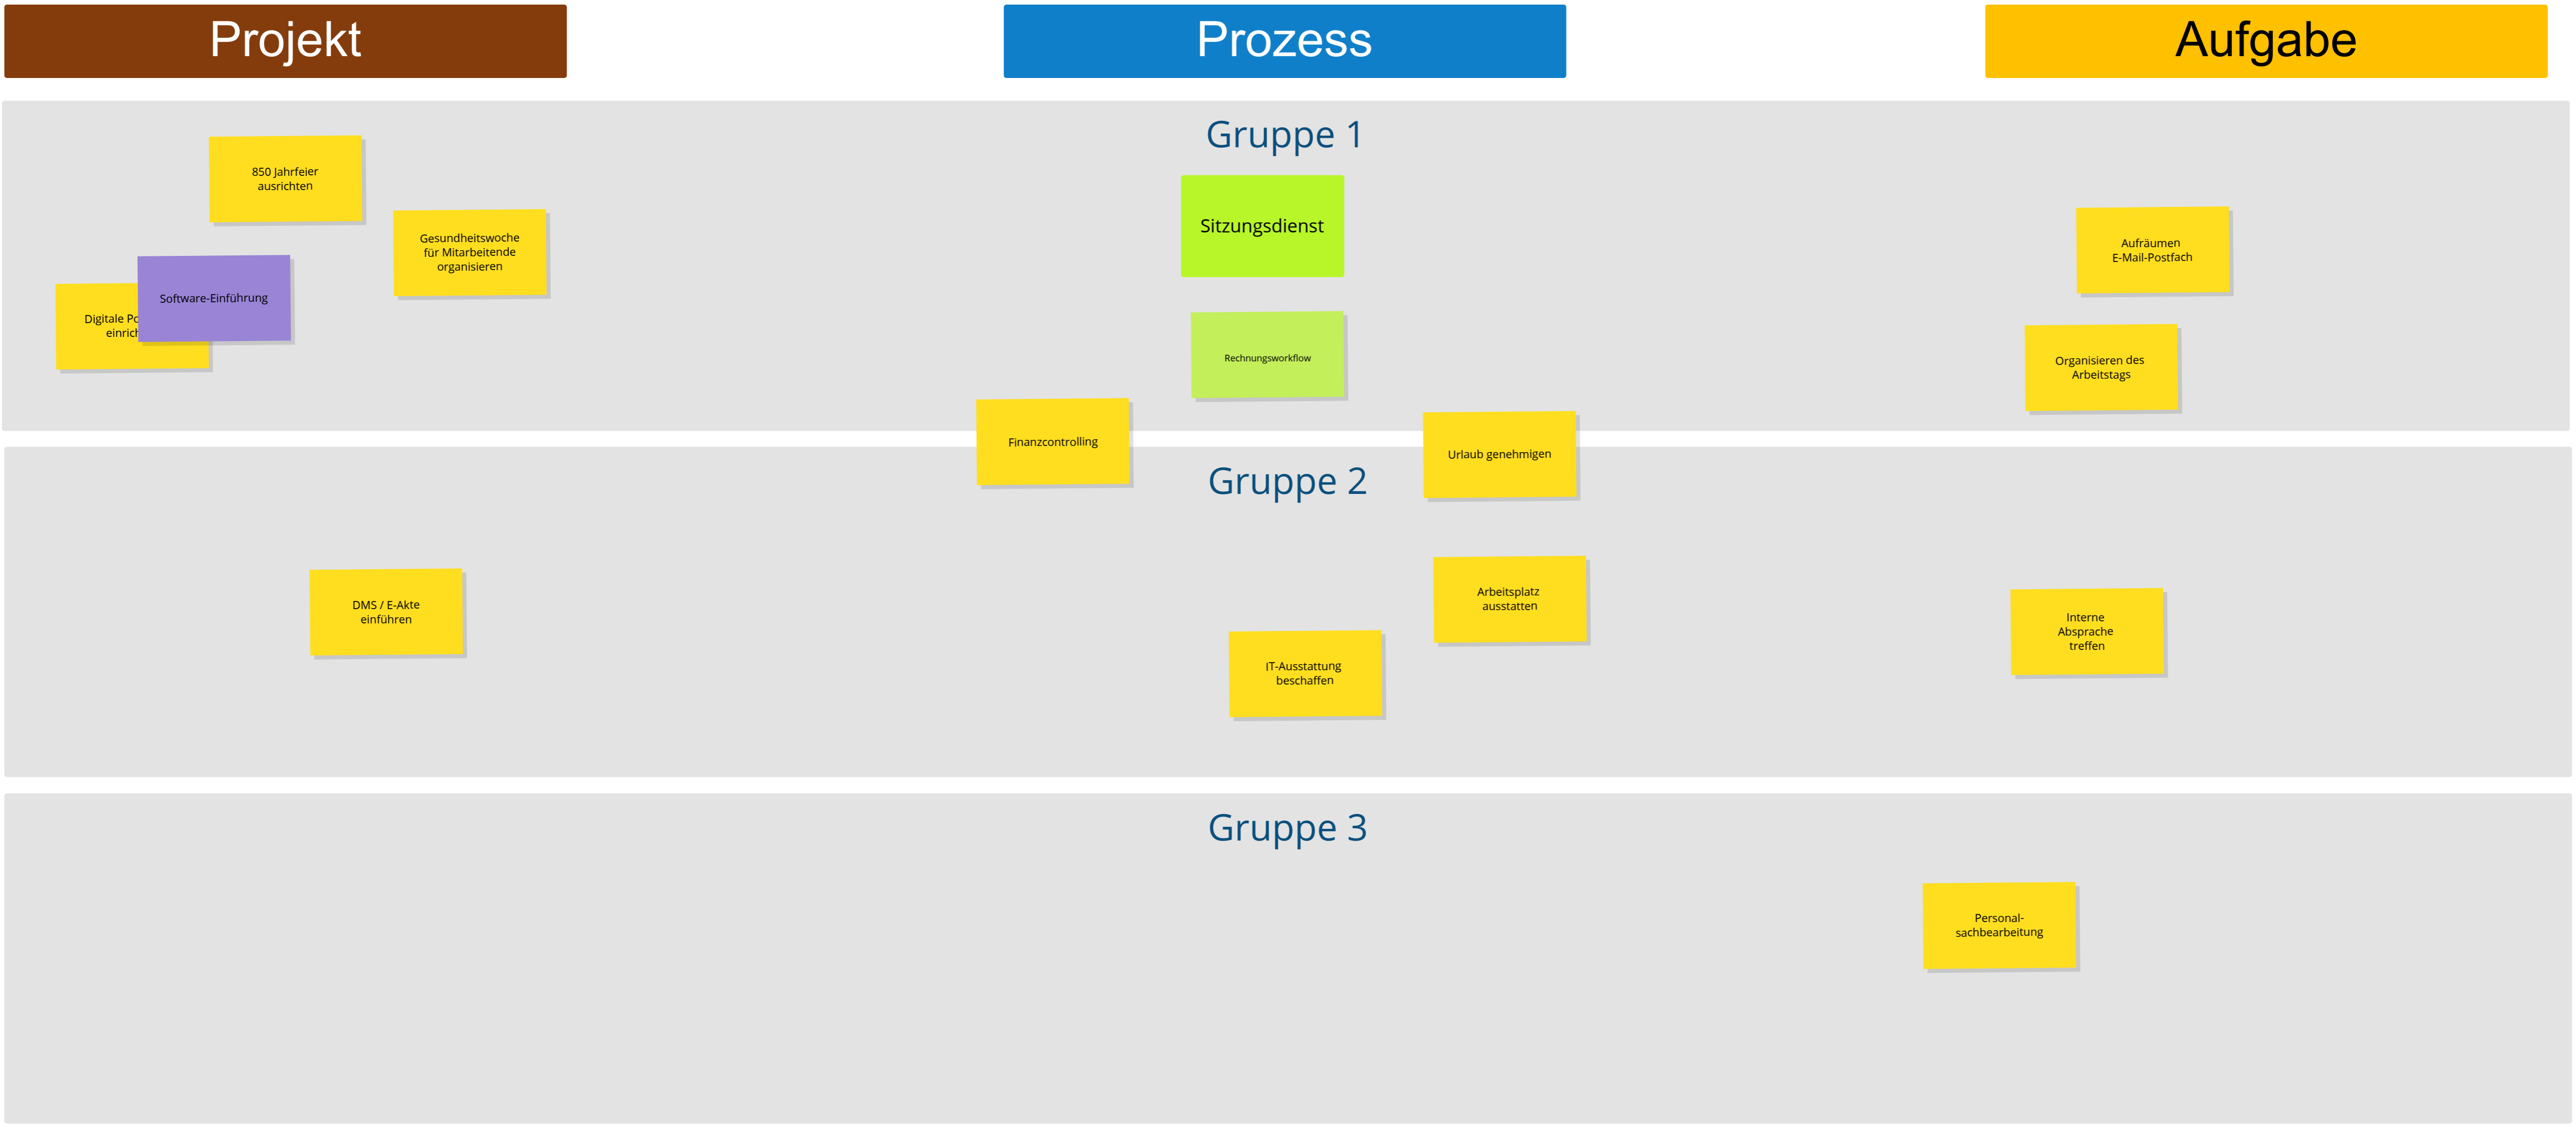 Projekt
Prozess
Aufgabe
Gruppe 1
850 Jahrfeier
ausrichten
Gesundheitswoche
für Mitarbeitende
organisieren
Software-Einführung
Digitale
Sitzungsdienst
Rechnungsworkflow
Aufräumen
E-Mail-Postfach
Organisieren des
Arbeitstags
Finanzcontrolling
Urlaub genehmigen
Gruppe 2
DMS / E-Akte
einführen
Arbeitsplatz
ausstatten
IT-Ausstattung
beschaffen
Interne
Absprache
treffen
Gruppe 3
Personal-
sachbearbeitung